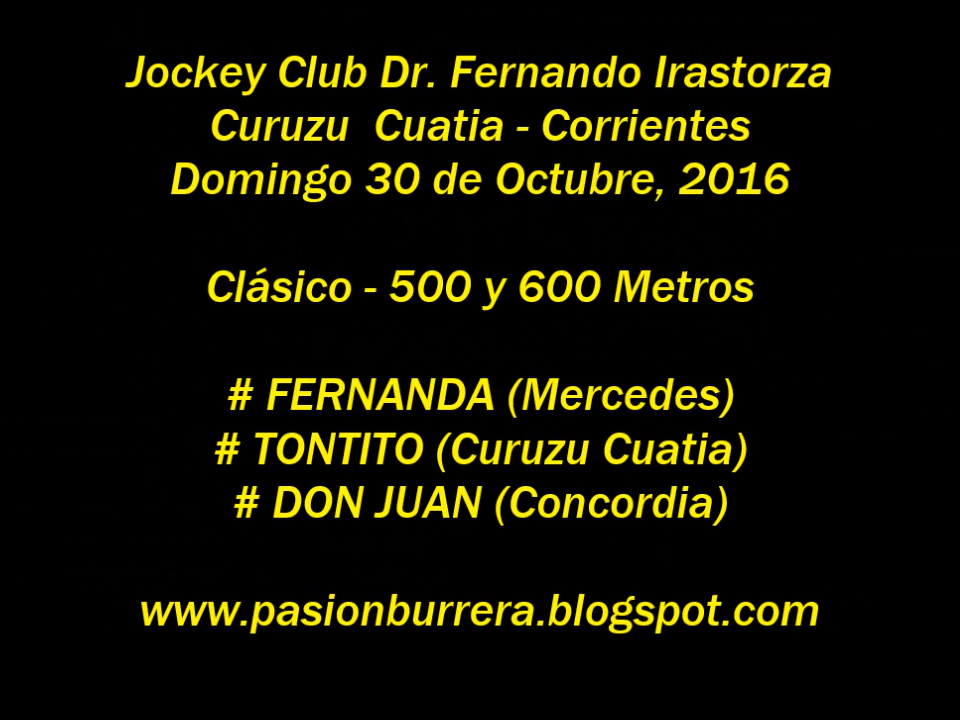 Jockey Club Dr. Fernando Irastorza
Curuzu Cuatia - Corrientes
Domingo 30 de Octubre, 2016
Clásico - 500 y 600 Metros
# FERNANDA (Mercedes)
# TONTITO (Curuzu Cuatia)
# DON JUAN (Concordia)
www.pasionburrera.blogspot.com